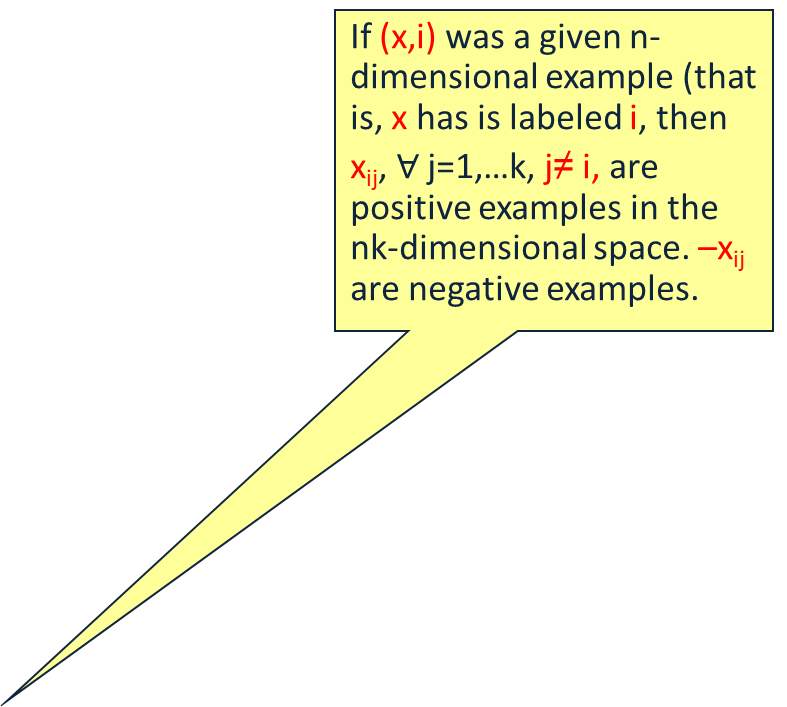 If (x,i) was a given n-
dimensional example (that
is, x has is labeled i, then
xij, ∀ j=1,…k, j≠ i, are
positive examples in the
nk-dimensional space. –xij
are negative examples.